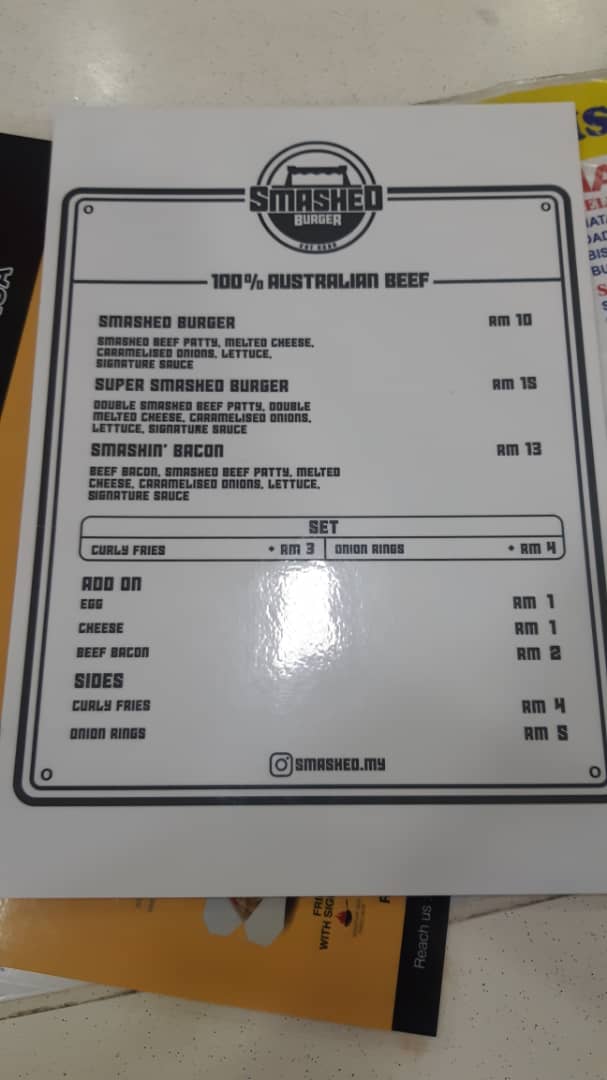 SMASHED
BURGER
100% AUSTRALIAN BEEF
SMASHED BURGER RM 10
SMASHED BEEF PATTY, MELTED CHEESE,
CARAMELISED ONIONS, LETTUCE,
SIGNATURE SAUCE
SUPER SMASHED BURGER RM 15
DOUBLE SMASHED BEEF PATTY, DOUBLE
MELTED CHEESE, CARAMELISED ONIONS,
LETTUCE, SIGNATURE SAUCE
SMASHIN' BACON RM 13
BEEF BACON, SMASHED BEEF PATTY, MELTED
CHEESE, CARAMELISED ONIONS, LETTUCE,
SIGNATURE SAUCE
SET
CURLY FRIES + RM 3 ONION RINGS + RM 4
ADD ON
EGG RM 1
CHEESE RM 1
BEEF BACON RM 2
SIDES
CURLY FRIES RM 4
ONION RINGS RM 5
SMASHED.MY
WITH SIG
Reach us